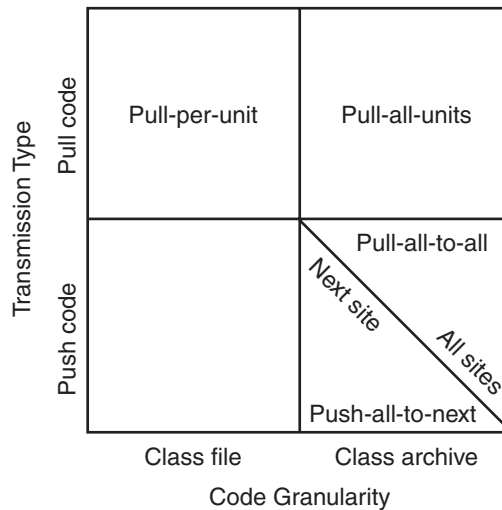 Transmission Type
Pull code
Pull-per-unit
Pull-all-units
Push code
Pull-all-to-all
Next site
All sites
Push-all-to-next
Class file
Class archive
Code Granularity